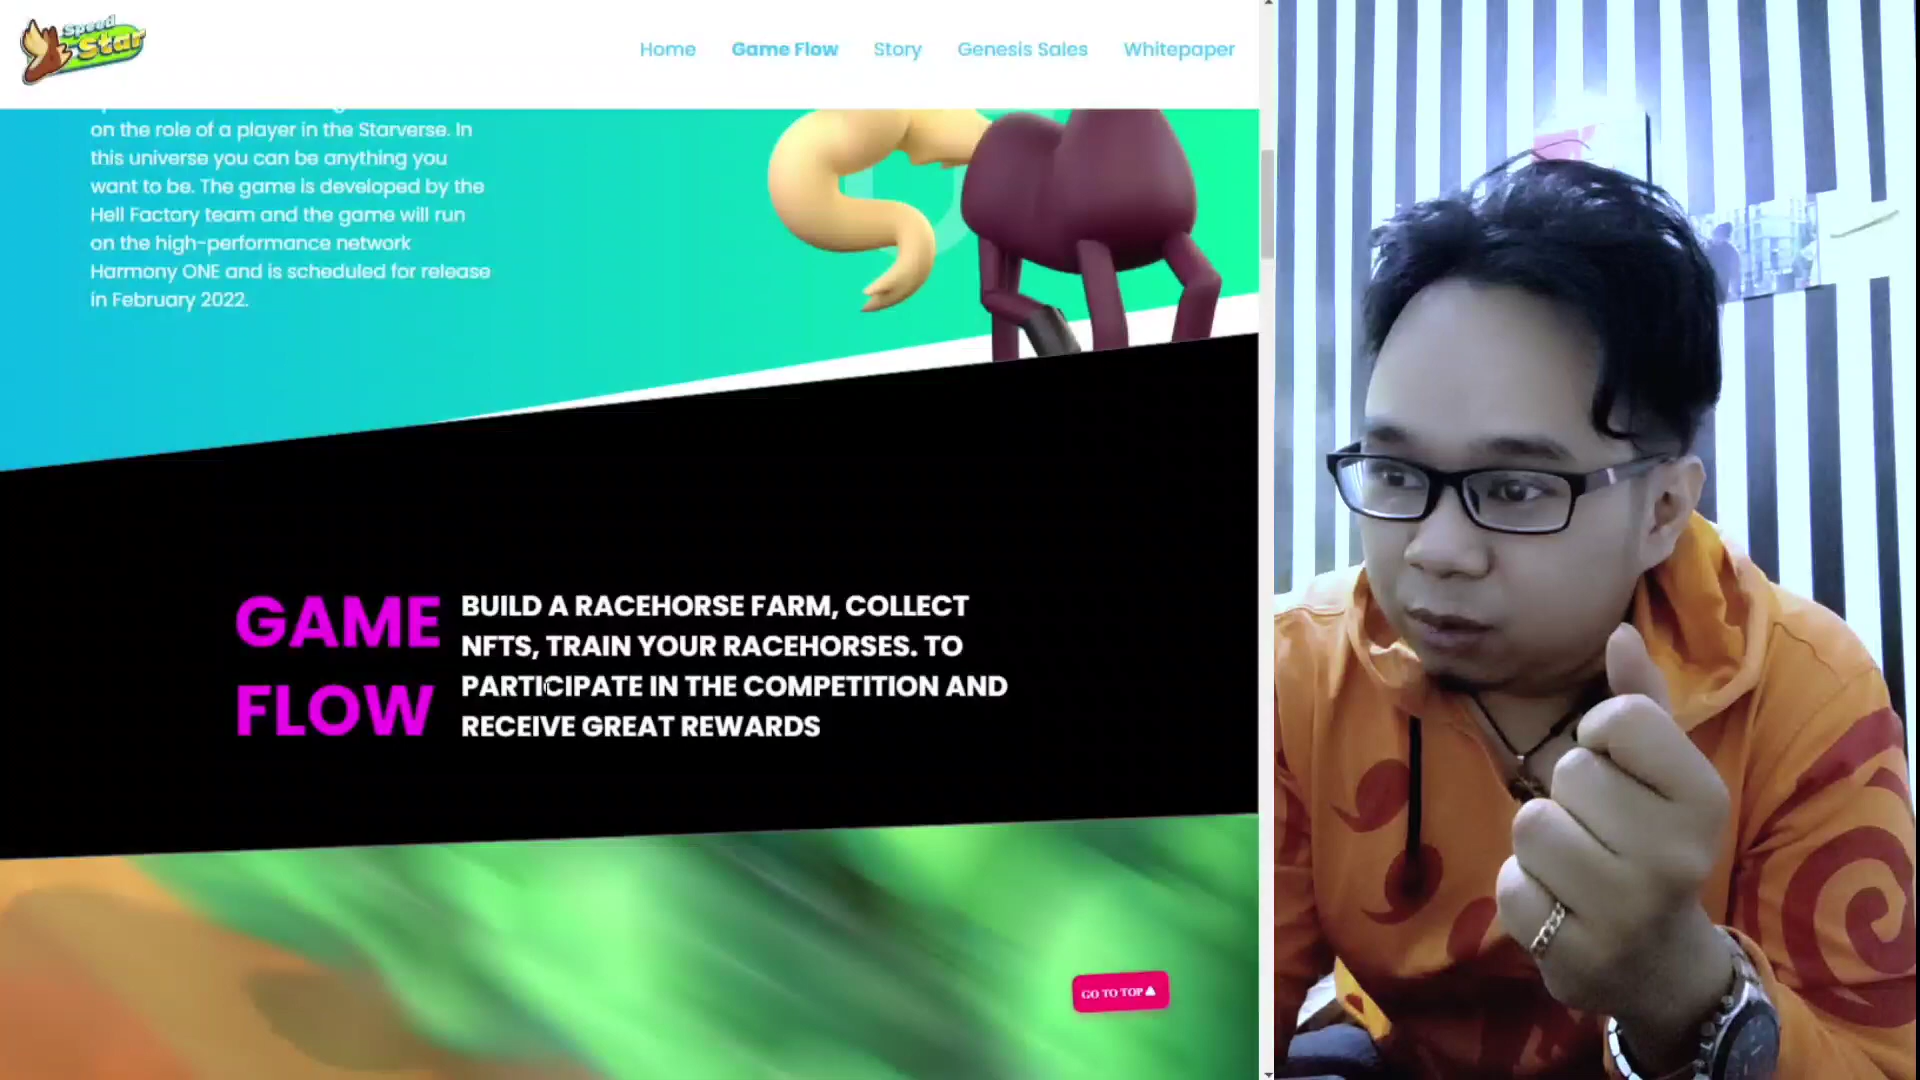 Speed
Star
Home Game Flow Story Genesis Sales Whitepaper
on the role of a player in the Starverse. In
this universe you can be anything you
want to be. The game is developed by the
Hell Factory team and the game will run
on the high-performance network
Harmony ONE and is scheduled for release
in February 2022.
GAME
FLOW
BUILD A RACEHORSE FARM, COLLECT
NFTS, TRAIN YOUR RACEHORSES. TO
PARTICIPATE IN THE COMPETITION AND
RECEIVE GREAT REWARDS
GO TO TOP